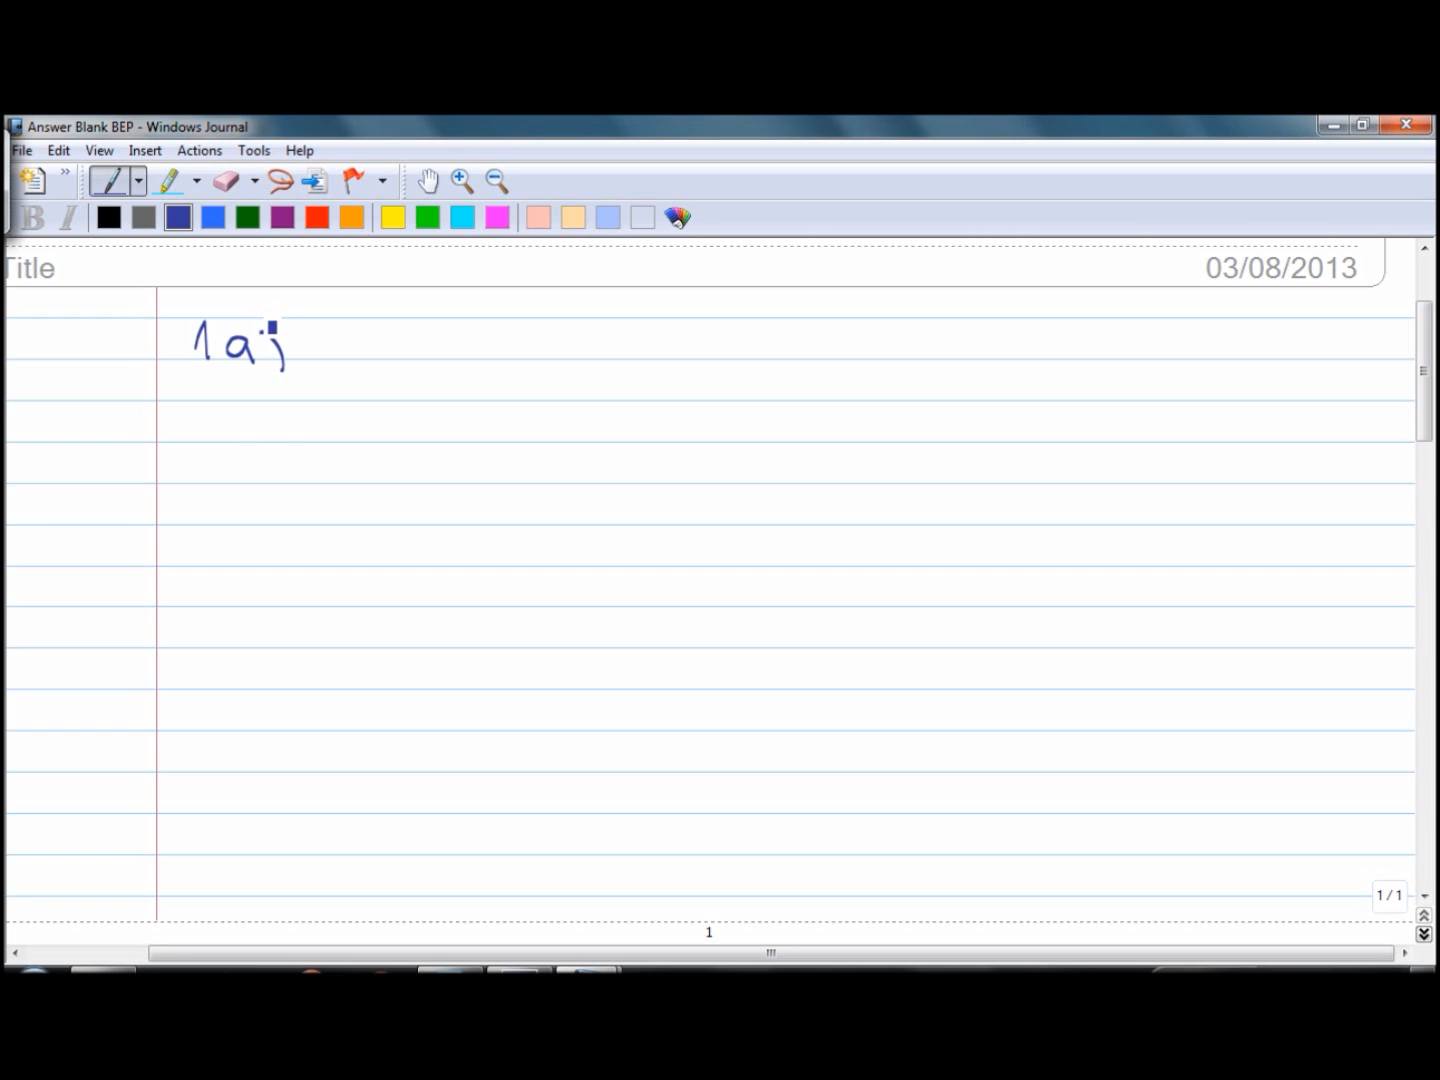 Answer Blank BEP - Windows Journal
File Edit View Insert Actions Tools Help
B I
Title 03/08/2013
1a
1 / 1
1